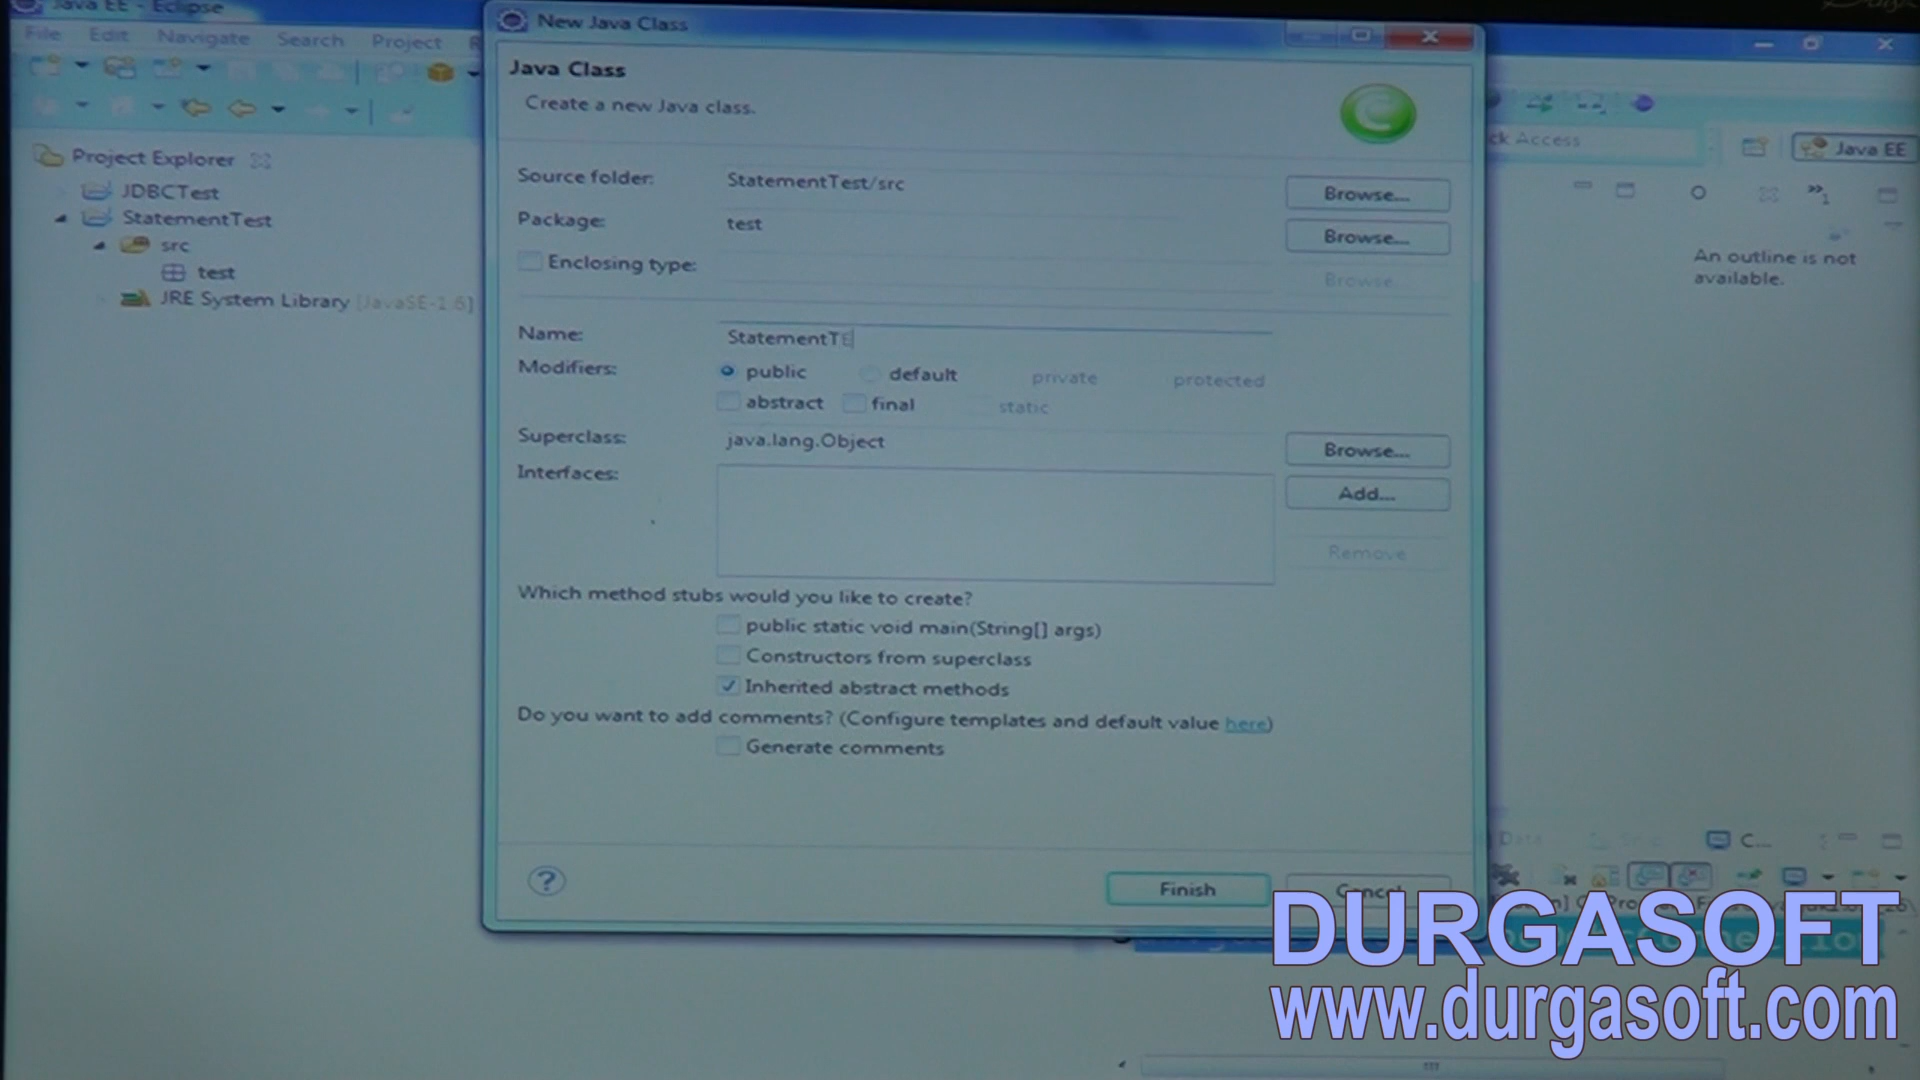 Java EE - Eclipse
File Edit Navigate Search Project
Project Explorer
JDBCTest
StatementTest
src
test
JRE System Library [JavaSE-1.6]
New Java Class
Java Class
Create a new Java class.
Source folder: StatementTest/src Browse...
Package: test Browse...
Enclosing type: Browse...
Name: StatementTE
Modifiers: public default private protected
abstract final static
Superclass: java.lang.Object Browse...
Interfaces: Add...
Remove
Which method stubs would you like to create?
public static void main(String[] args)
Constructors from superclass
Inherited abstract methods
Do you want to add comments? (Configure templates and default value here)
Generate comments
? Finish Cancel
ck Access
Java EE
An outline is not
available.
Data
C...
DURGASOFT
www.durgasoft.com